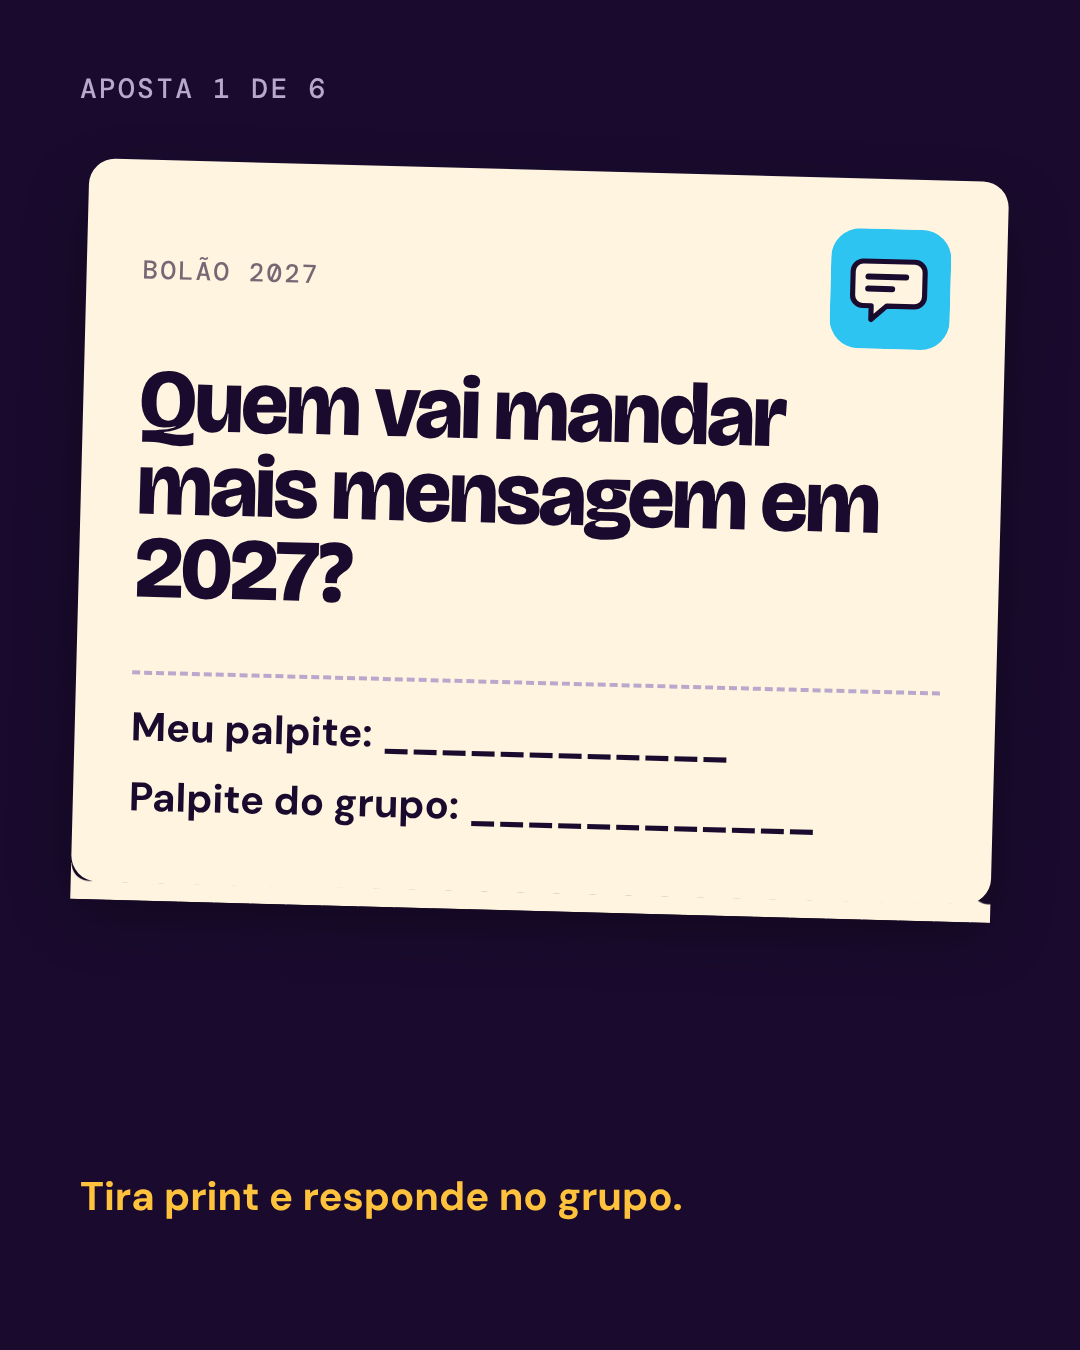 APOSTA 1 DE 6
BOLÃO 2027
Quem vai mandar
mais mensagem em
2027?
Meu palpite: ____________
Palpite do grupo: ____________
Tira print e responde no grupo.